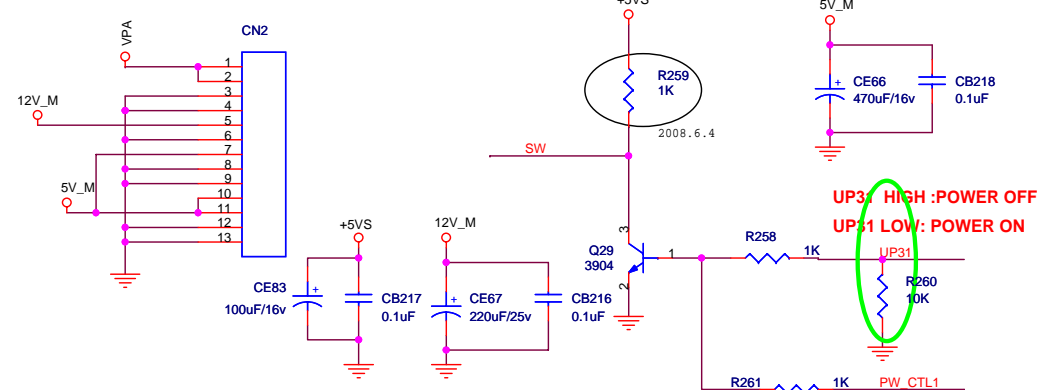 +5VS
5V_M
VPA
CN2
1
2
3
4
5
6
7
8
9
10
11
12
13
12V_M
5V_M
R259
1K
2008.6.4
CE66
470uF/16v
+
CB218
0.1uF
SW
UP31 HIGH :POWER OFF
UP31 LOW: POWER ON
+5VS
12V_M
CE83
100uF/16v
+
CB217
0.1uF
+
CE67
220uF/25v
CB216
0.1uF
Q29
3904
3
1
2
R258
1K
UP31
R260
10K
R261
1K
PW_CTL1